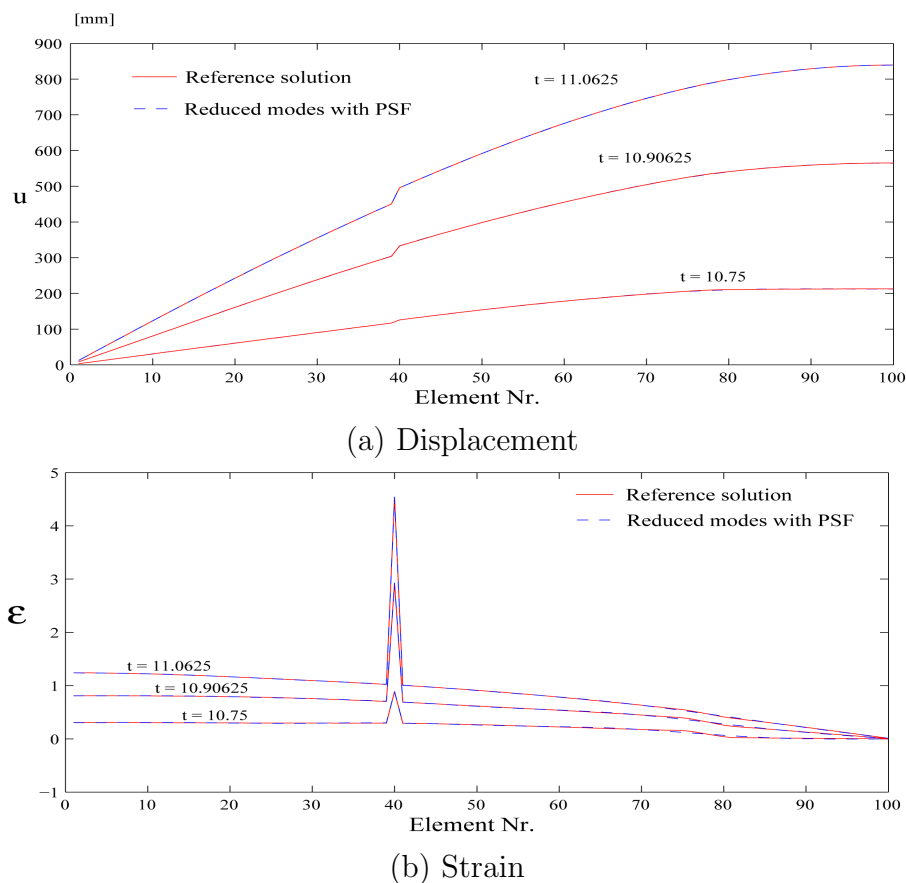 [mm]
900
800
700
600
500
400
300
200
100
0
u
Reference solution
Reduced modes with PSF
t = 11.0625
t = 10.90625
t = 10.75
0 10 20 30 40 50 60 70 80 90 100
Element Nr.
(a) Displacement
5
4
3
2
1
0
−1
ε
Reference solution
Reduced modes with PSF
t = 11.0625
t = 10.90625
t = 10.75
0 10 20 30 40 50 60 70 80 90 100
Element Nr.
(b) Strain